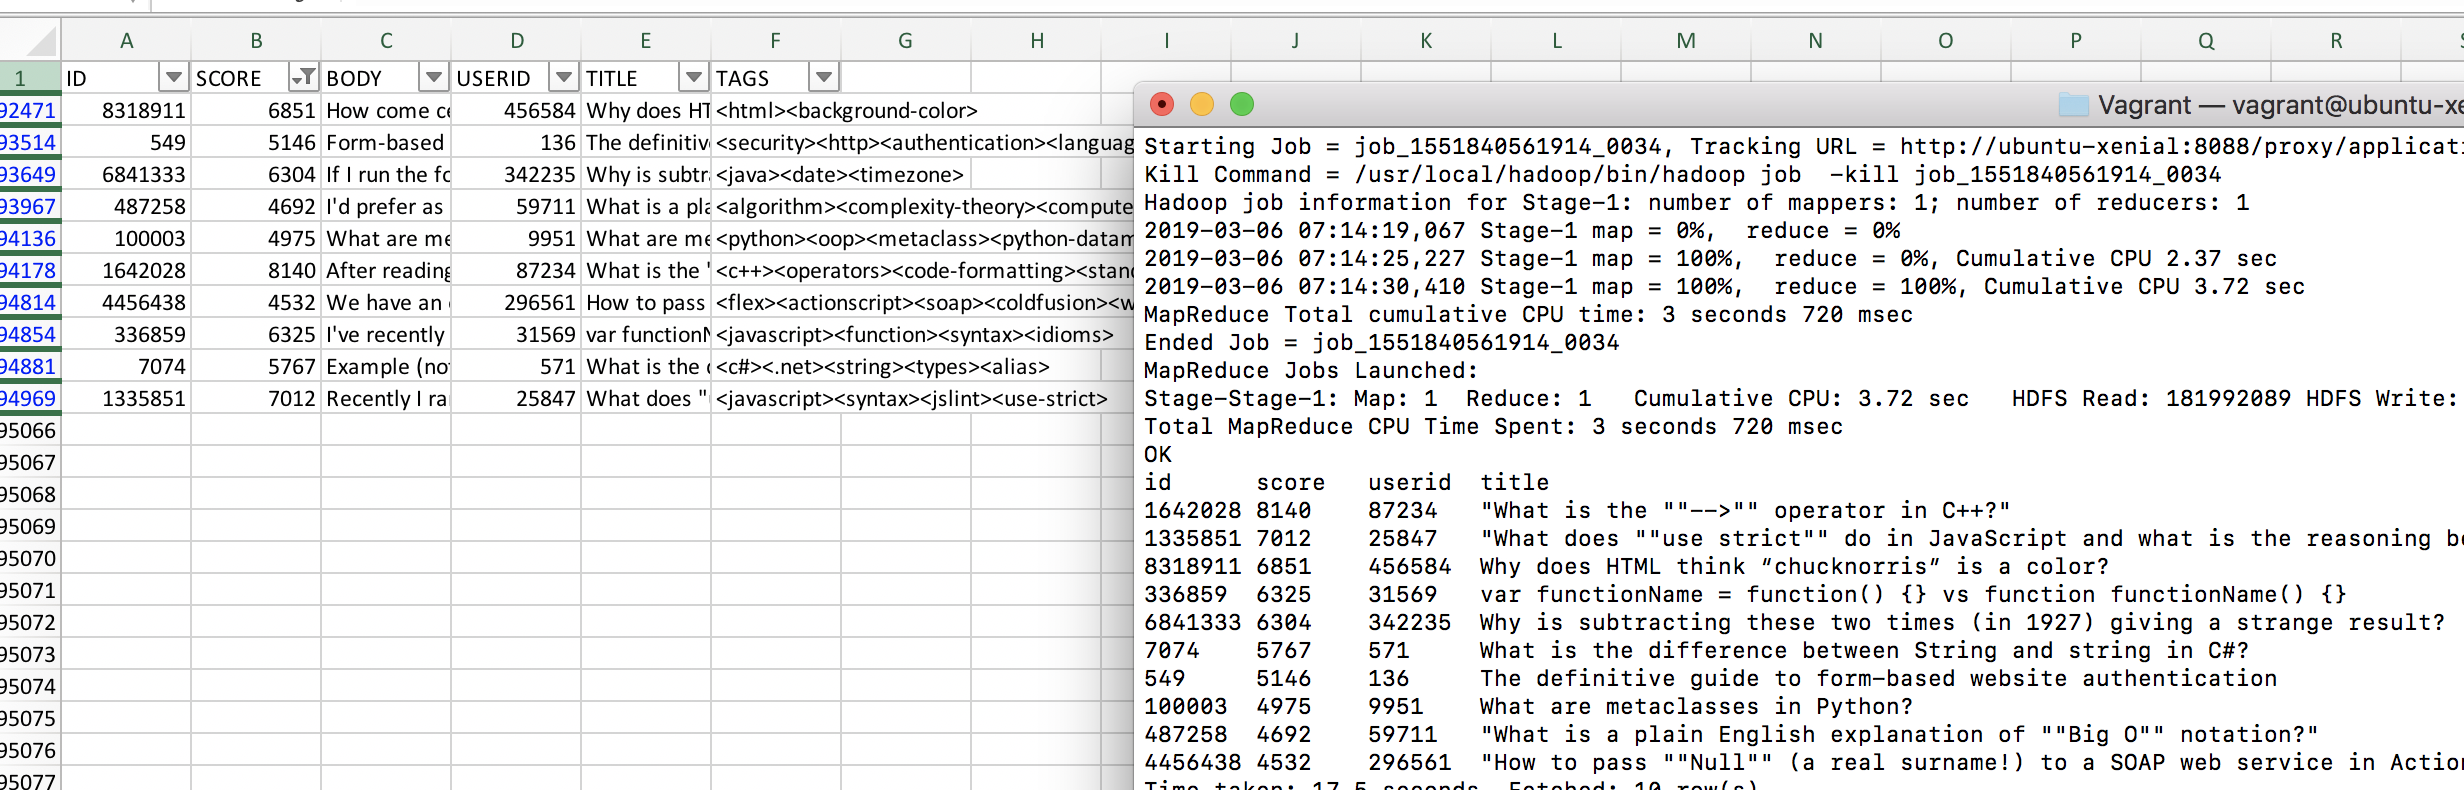 A B C D E F G H I J K L M N O P Q R
1 ID SCORE BODY USERID TITLE TAGS
92471 8318911 6851 How come ce 456584 Why does HT <html><background-color>
93514 549 5146 Form-based 136 The definitiv <security><http><authentication><languag
93649 6841333 6304 If I run the fo 342235 Why is subtra <java><date><timezone>
93967 487258 4692 I'd prefer as 59711 What is a pla <algorithm><complexity-theory><compute
94136 100003 4975 What are me 9951 What are me <python><oop><metaclass><python-datam
94178 1642028 8140 After reading 87234 What is the ' <c++><operators><code-formatting><stand
94814 4456438 4532 We have an 296561 How to pass <flex><actionscript><soap><coldfusion><w
94854 336859 6325 I've recently 31569 var functionN <javascript><function><syntax><idioms>
94881 7074 5767 Example (no 571 What is the <c#><.net><string><types><alias>
94969 1335851 7012 Recently I ra 25847 What does " <javascript><syntax><jslint><use-strict>
95066
95067
95068
95069
95070
95071
95072
95073
95074
95075
95076
95077
Vagrant — vagrant@ubuntu-xe
Starting Job = job_1551840561914_0034, Tracking URL = http://ubuntu-xenial:8088/proxy/applicati
Kill Command = /usr/local/hadoop/bin/hadoop job  -kill job_1551840561914_0034
Hadoop job information for Stage-1: number of mappers: 1; number of reducers: 1
2019-03-06 07:14:19,067 Stage-1 map = 0%,  reduce = 0%
2019-03-06 07:14:25,227 Stage-1 map = 100%,  reduce = 0%, Cumulative CPU 2.37 sec
2019-03-06 07:14:30,410 Stage-1 map = 100%,  reduce = 100%, Cumulative CPU 3.72 sec
MapReduce Total cumulative CPU time: 3 seconds 720 msec
Ended Job = job_1551840561914_0034
MapReduce Jobs Launched:
Stage-Stage-1: Map: 1  Reduce: 1   Cumulative CPU: 3.72 sec   HDFS Read: 181992089 HDFS Write:
Total MapReduce CPU Time Spent: 3 seconds 720 msec
OK
id score userid title
1642028 8140 87234 "What is the ""-->"" operator in C++?"
1335851 7012 25847 "What does ""use strict"" do in JavaScript and what is the reasoning be
8318911 6851 456584 Why does HTML think “chucknorris” is a color?
336859 6325 31569 var functionName = function() {} vs function functionName() {}
6841333 6304 342235 Why is subtracting these two times (in 1927) giving a strange result?
7074 5767 571 What is the difference between String and string in C#?
549 5146 136 The definitive guide to form-based website authentication
100003 4975 9951 What are metaclasses in Python?
487258 4692 59711 "What is a plain English explanation of ""Big O"" notation?"
4456438 4532 296561 "How to pass ""Null"" (a real surname!) to a SOAP web service in Action
Time taken: 17.5 seconds, Fetched: 10 row(s)